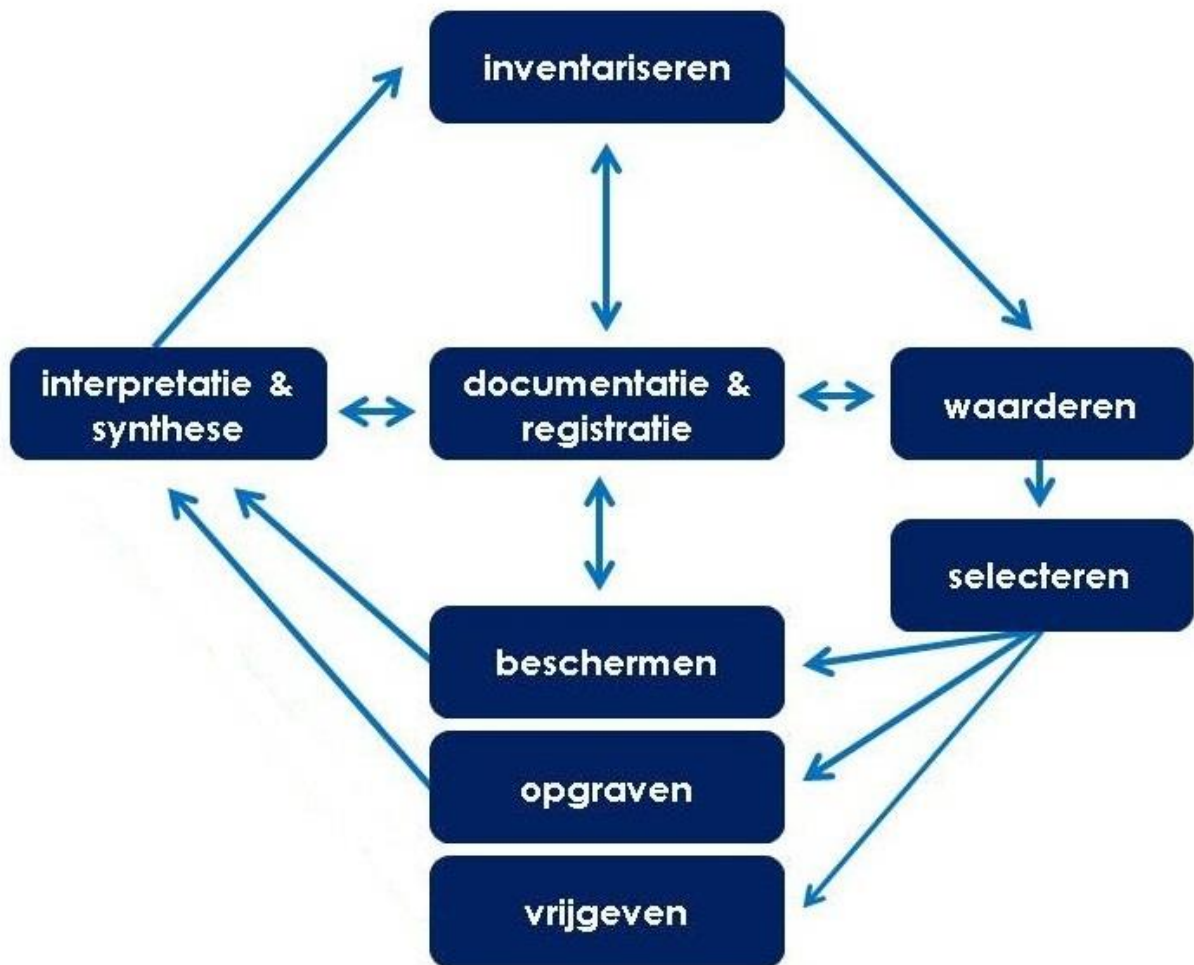 inventariseren
interpretatie &
synthese
documentatie &
registratie
waarderen
selecteren
beschermen
opgraven
vrijgeven